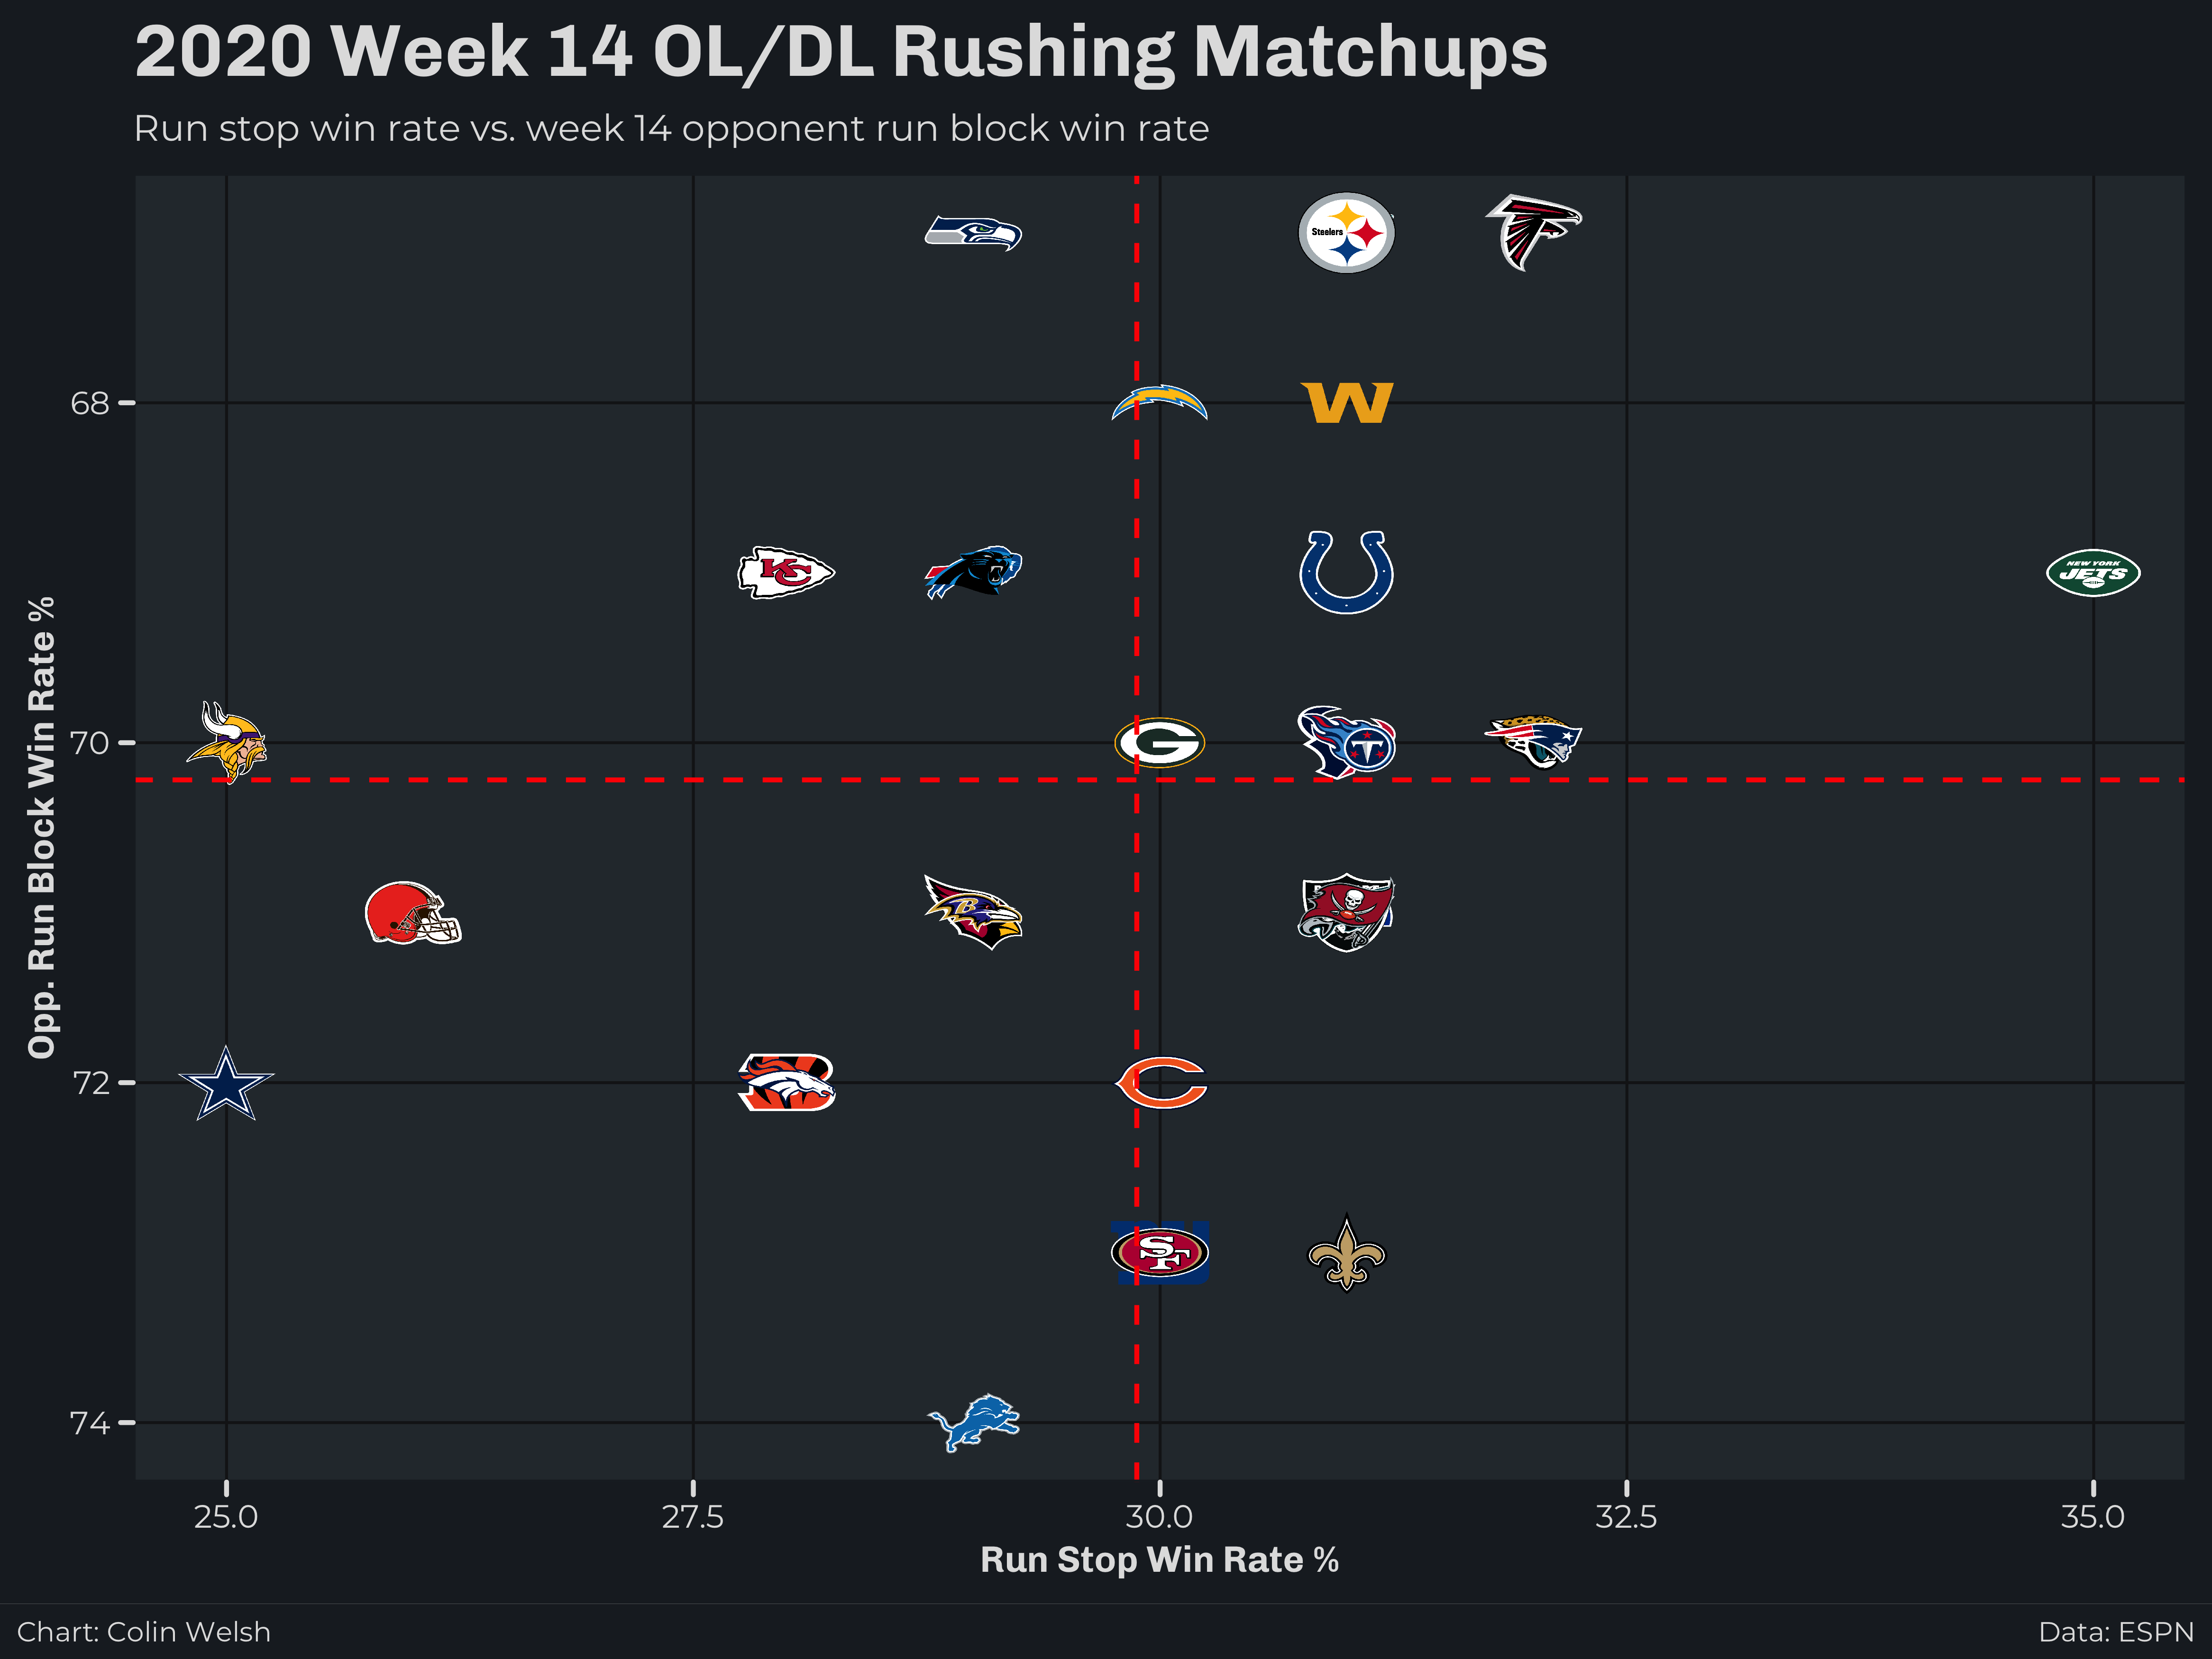 2020 Week 14 OL/DL Rushing Matchups
Run stop win rate vs. week 14 opponent run block win rate
Opp. Run Block Win Rate %
68
70
72
74
Steelers
W
KC
NEW YORK
JETS
G
T
B
C
SF
25.0
27.5
30.0
32.5
35.0
Run Stop Win Rate %
Chart: Colin Welsh
Data: ESPN